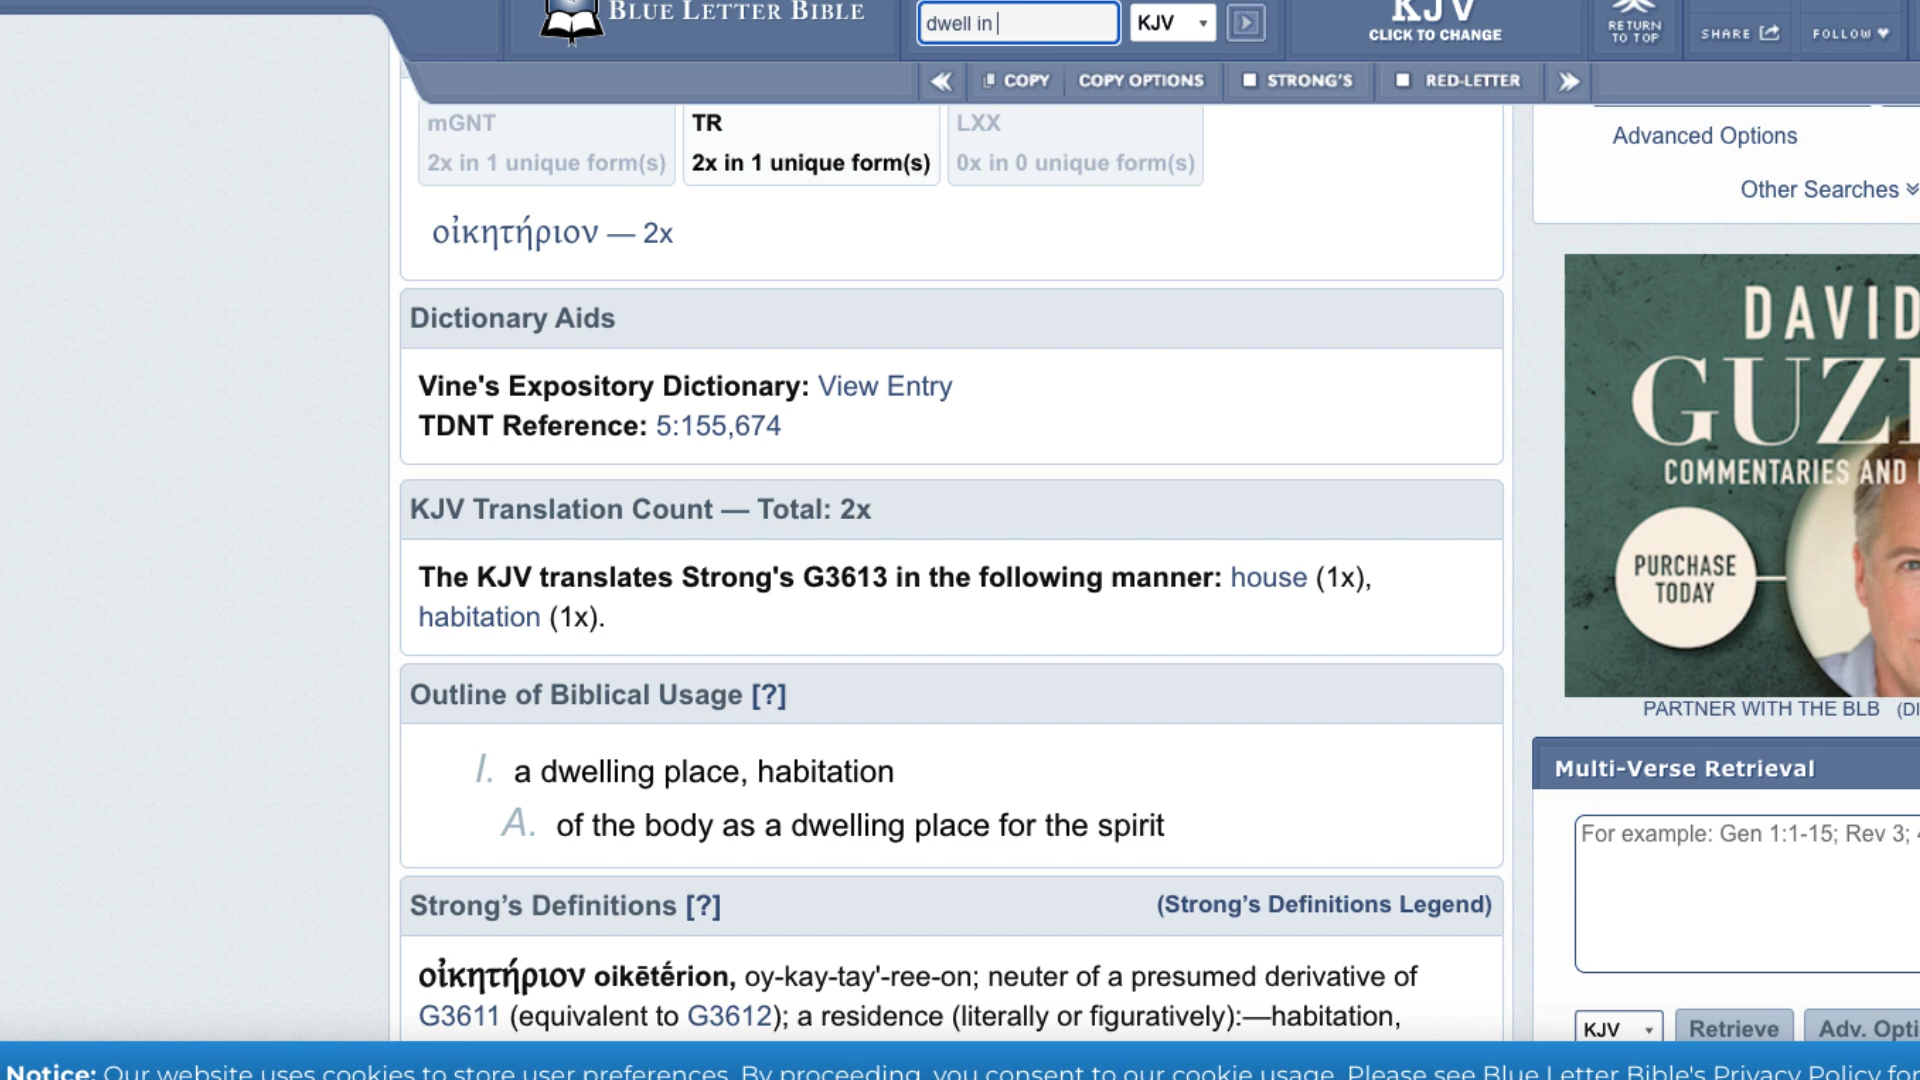 BLUE LETTER BIBLE
dwell in
KJV
KJV
CLICK TO CHANGE
RETURN
TO TOP
SHARE
FOLLOW
COPY
COPY OPTIONS
STRONG'S
RED-LETTER
mGNT
2x in 1 unique form(s)
TR
2x in 1 unique form(s)
LXX
0x in 0 unique form(s)
οἰκητήριον — 2x
Dictionary Aids
Vine's Expository Dictionary: View Entry
TDNT Reference: 5:155,674
KJV Translation Count — Total: 2x
The KJV translates Strong's G3613 in the following manner: house (1x),
habitation (1x).
Outline of Biblical Usage [?]
I. a dwelling place, habitation
A. of the body as a dwelling place for the spirit
Strong’s Definitions [?]
(Strong’s Definitions Legend)
οἰκητήριον oikētḗrion, oy-kay-tay'-ree-on; neuter of a presumed derivative of
G3611 (equivalent to G3612); a residence (literally or figuratively):—habitation,
Advanced Options
Other Searches
DAVID
GUZ
COMMENTARIES AND
PURCHASE
TODAY
PARTNER WITH THE BLB
Multi-Verse Retrieval
For example: Gen 1:1-15; Rev 3;
KJV
Retrieve
Adv. Opti
Notice: Our website uses cookies to store user preferences. By proceeding, you consent to our cookie usage. Please see Blue Letter Bible's Privacy Policy for